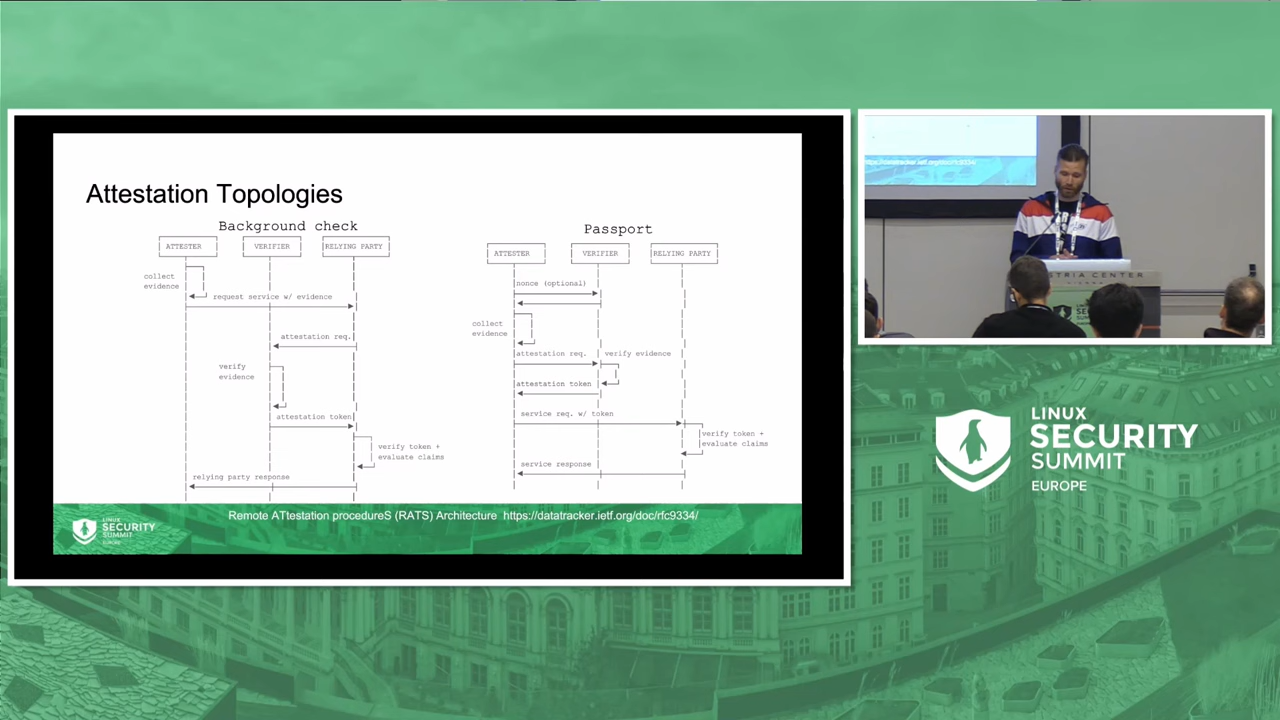 Attestation Topologies
Background check
ATTESTER
VERIFIER
RELYING PARTY
collect
evidence
request service w/ evidence
attestation req.
verify
evidence
attestation token
verify token +
evaluate claims
relying party response
Passport
ATTESTER
VERIFIER
RELYING PARTY
nonce (optional)
collect
evidence
attestation req.
verify evidence
attestation token
service req. w/ token
verify token +
evaluate claims
service response
LINUX
SECURITY
SUMMIT
EUROPE
Remote ATtestation procedureS (RATS) Architecture https://datatracker.ietf.org/doc/rfc9334/
STRIA CENTER
LINUX
SECURITY
SUMMIT
EUROPE